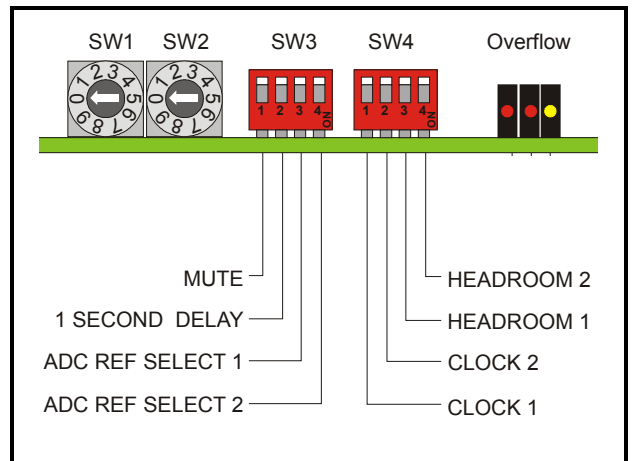 SW1 SW2 SW3 SW4 Overflow
0 1 2 3 4 5 6 7 8 9
0 1 2 3 4 5 6 7 8 9
1 2 3 4 ON
1 2 3 4 ON
MUTE
1 SECOND DELAY
ADC REF SELECT 1
ADC REF SELECT 2
HEADROOM 2
HEADROOM 1
CLOCK 2
CLOCK 1